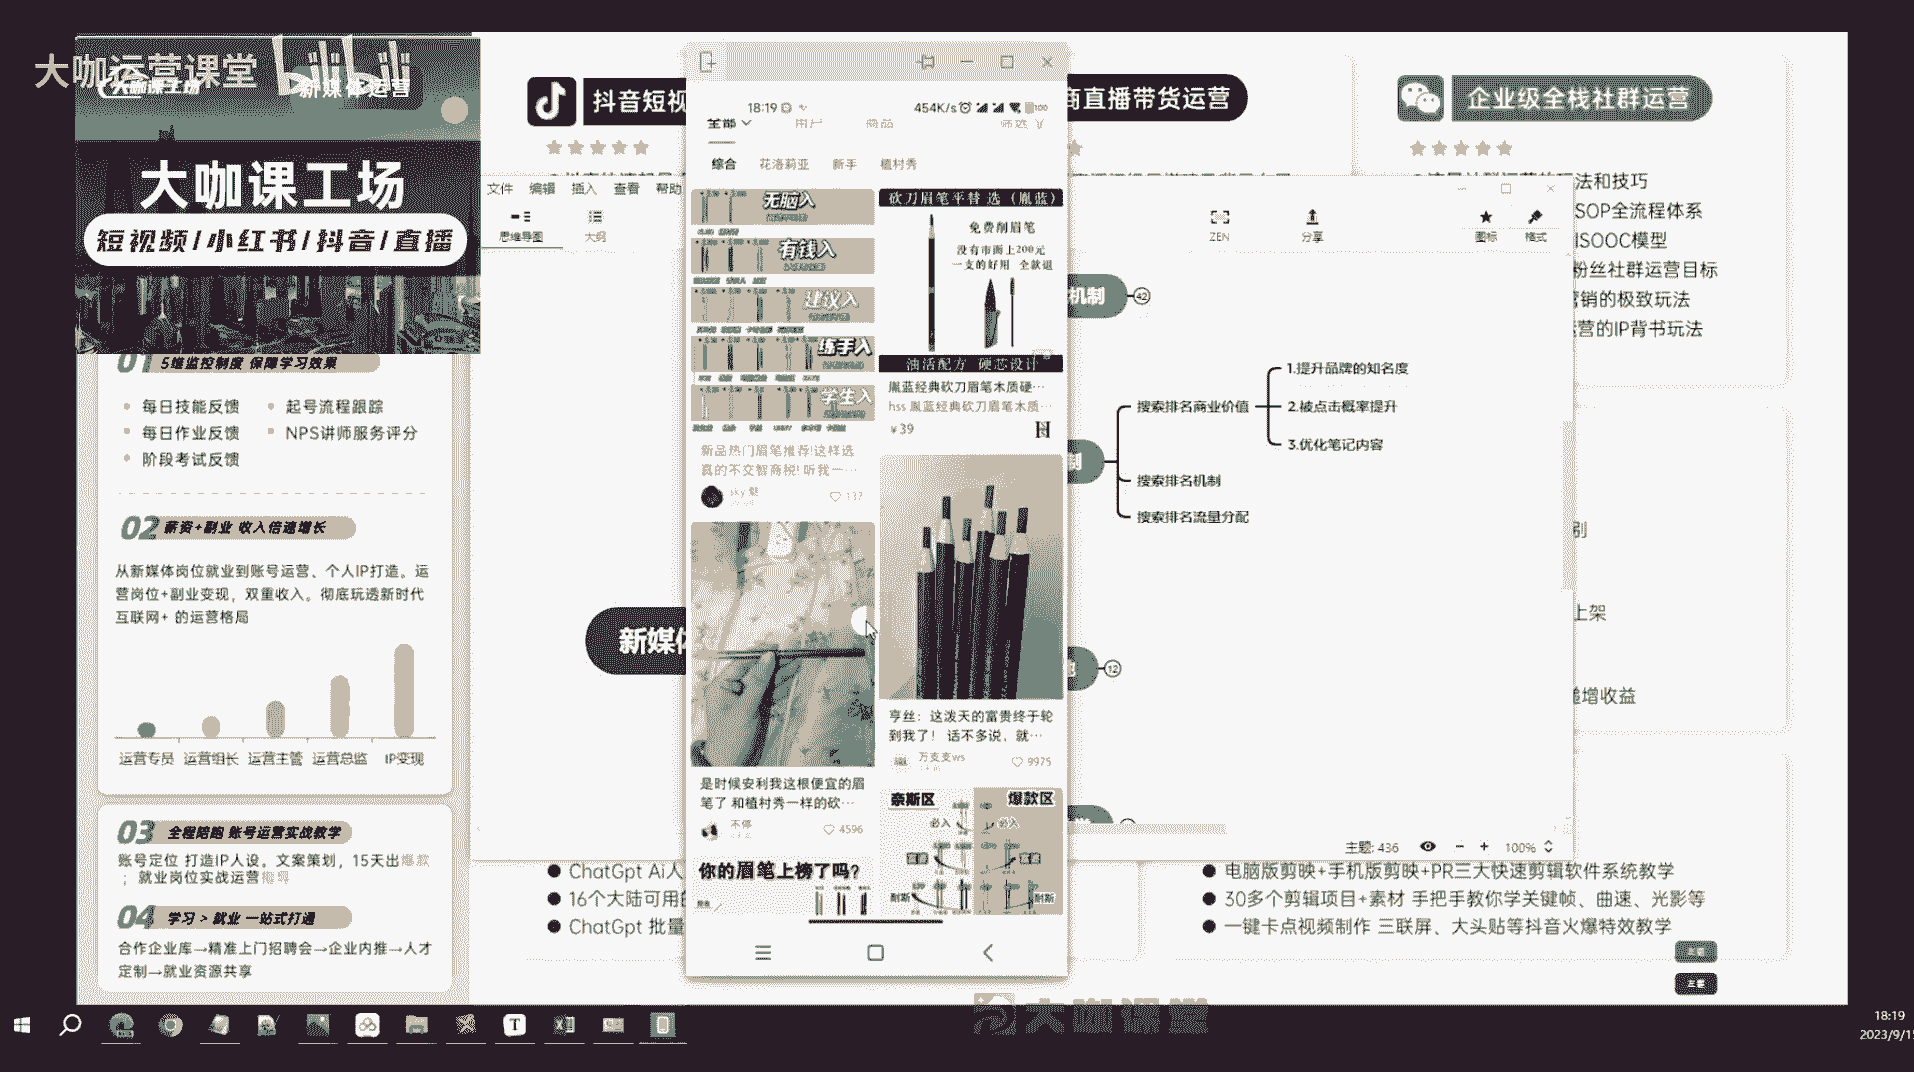 大咖运营课堂
大咖课工场
新媒体运营
大咖课工场
短视频/小红书/抖音/直播
01 5维监控制度 保障学习效果
每日技能反馈
起号流程跟踪
每日作业反馈
NPS讲师服务评分
阶段考试反馈
02 薪资+副业 收入倍速增长
从新媒体岗位就业到账号运营、个人IP打造。运
营岗位+副业变现，双重收入。彻底玩透新时代
互联网+ 的运营格局
运营专员 运营组长 运营主管 运营总监 IP变现
03 全程陪跑 账号运营实战教学
账号定位 打造IP人设。文案策划，15天出爆款
；就业岗位实战运营
04 学习 > 就业 一站式打通
合作企业库→精准上门招聘会→企业内推→人才
定制→就业资源共享
抖音短视
商直播带货运营
企业级全栈社群运营
法和技巧
SOP全流程体系
ISOOC模型
粉丝社群运营目标
营销的极致玩法
运营的IP背书玩法
上架
递增收益
文件 编辑 插入 查看 帮助
思维导图
大纲
ZEN
分享
图标
格式
机制
42
制
搜索排名商业价值
1.提升品牌的知名度
2.被点击概率提升
3.优化笔记内容
搜索排名机制
搜索排名流量分配
新媒体
12
主题: 436
100%
18:19
454K/s
100
全部
用户
商品
筛选
综合
花洛莉亚
新手
植村秀
无脑入
有钱入
建议入
练手入
学生入
新品热门眉笔推荐!这样选
真的不交智商税! 听我一…
sky 魅
137
砍刀眉笔平替 选（胤蓝）
免费削眉笔
没有市面上200元
一支的好用 全款退
油活配方 硬芯设计
胤蓝经典砍刀眉笔木质硬…
hss 胤蓝经典砍刀眉笔木质…
¥39
亨丝：这泼天的富贵终于轮
到我了！ 话不多说，就…
万支支ws
9975
是时候安利我这根便宜的眉
笔了 和植村秀一样的砍…
不停
4596
你的眉笔上榜了吗?
奈斯区
爆款区
必入
必入
耐斯
耐斯
ChatGpt Ai人
16个大陆可用的
ChatGpt 批量
电脑版剪映+手机版剪映+PR三大快速剪辑软件系统教学
30多个剪辑项目+素材 手把手教你学关键帧、曲速、光影等
一键卡点视频制作 三联屏、大头贴等抖音火爆特效教学
大咖课堂
18:19
2023/9/15